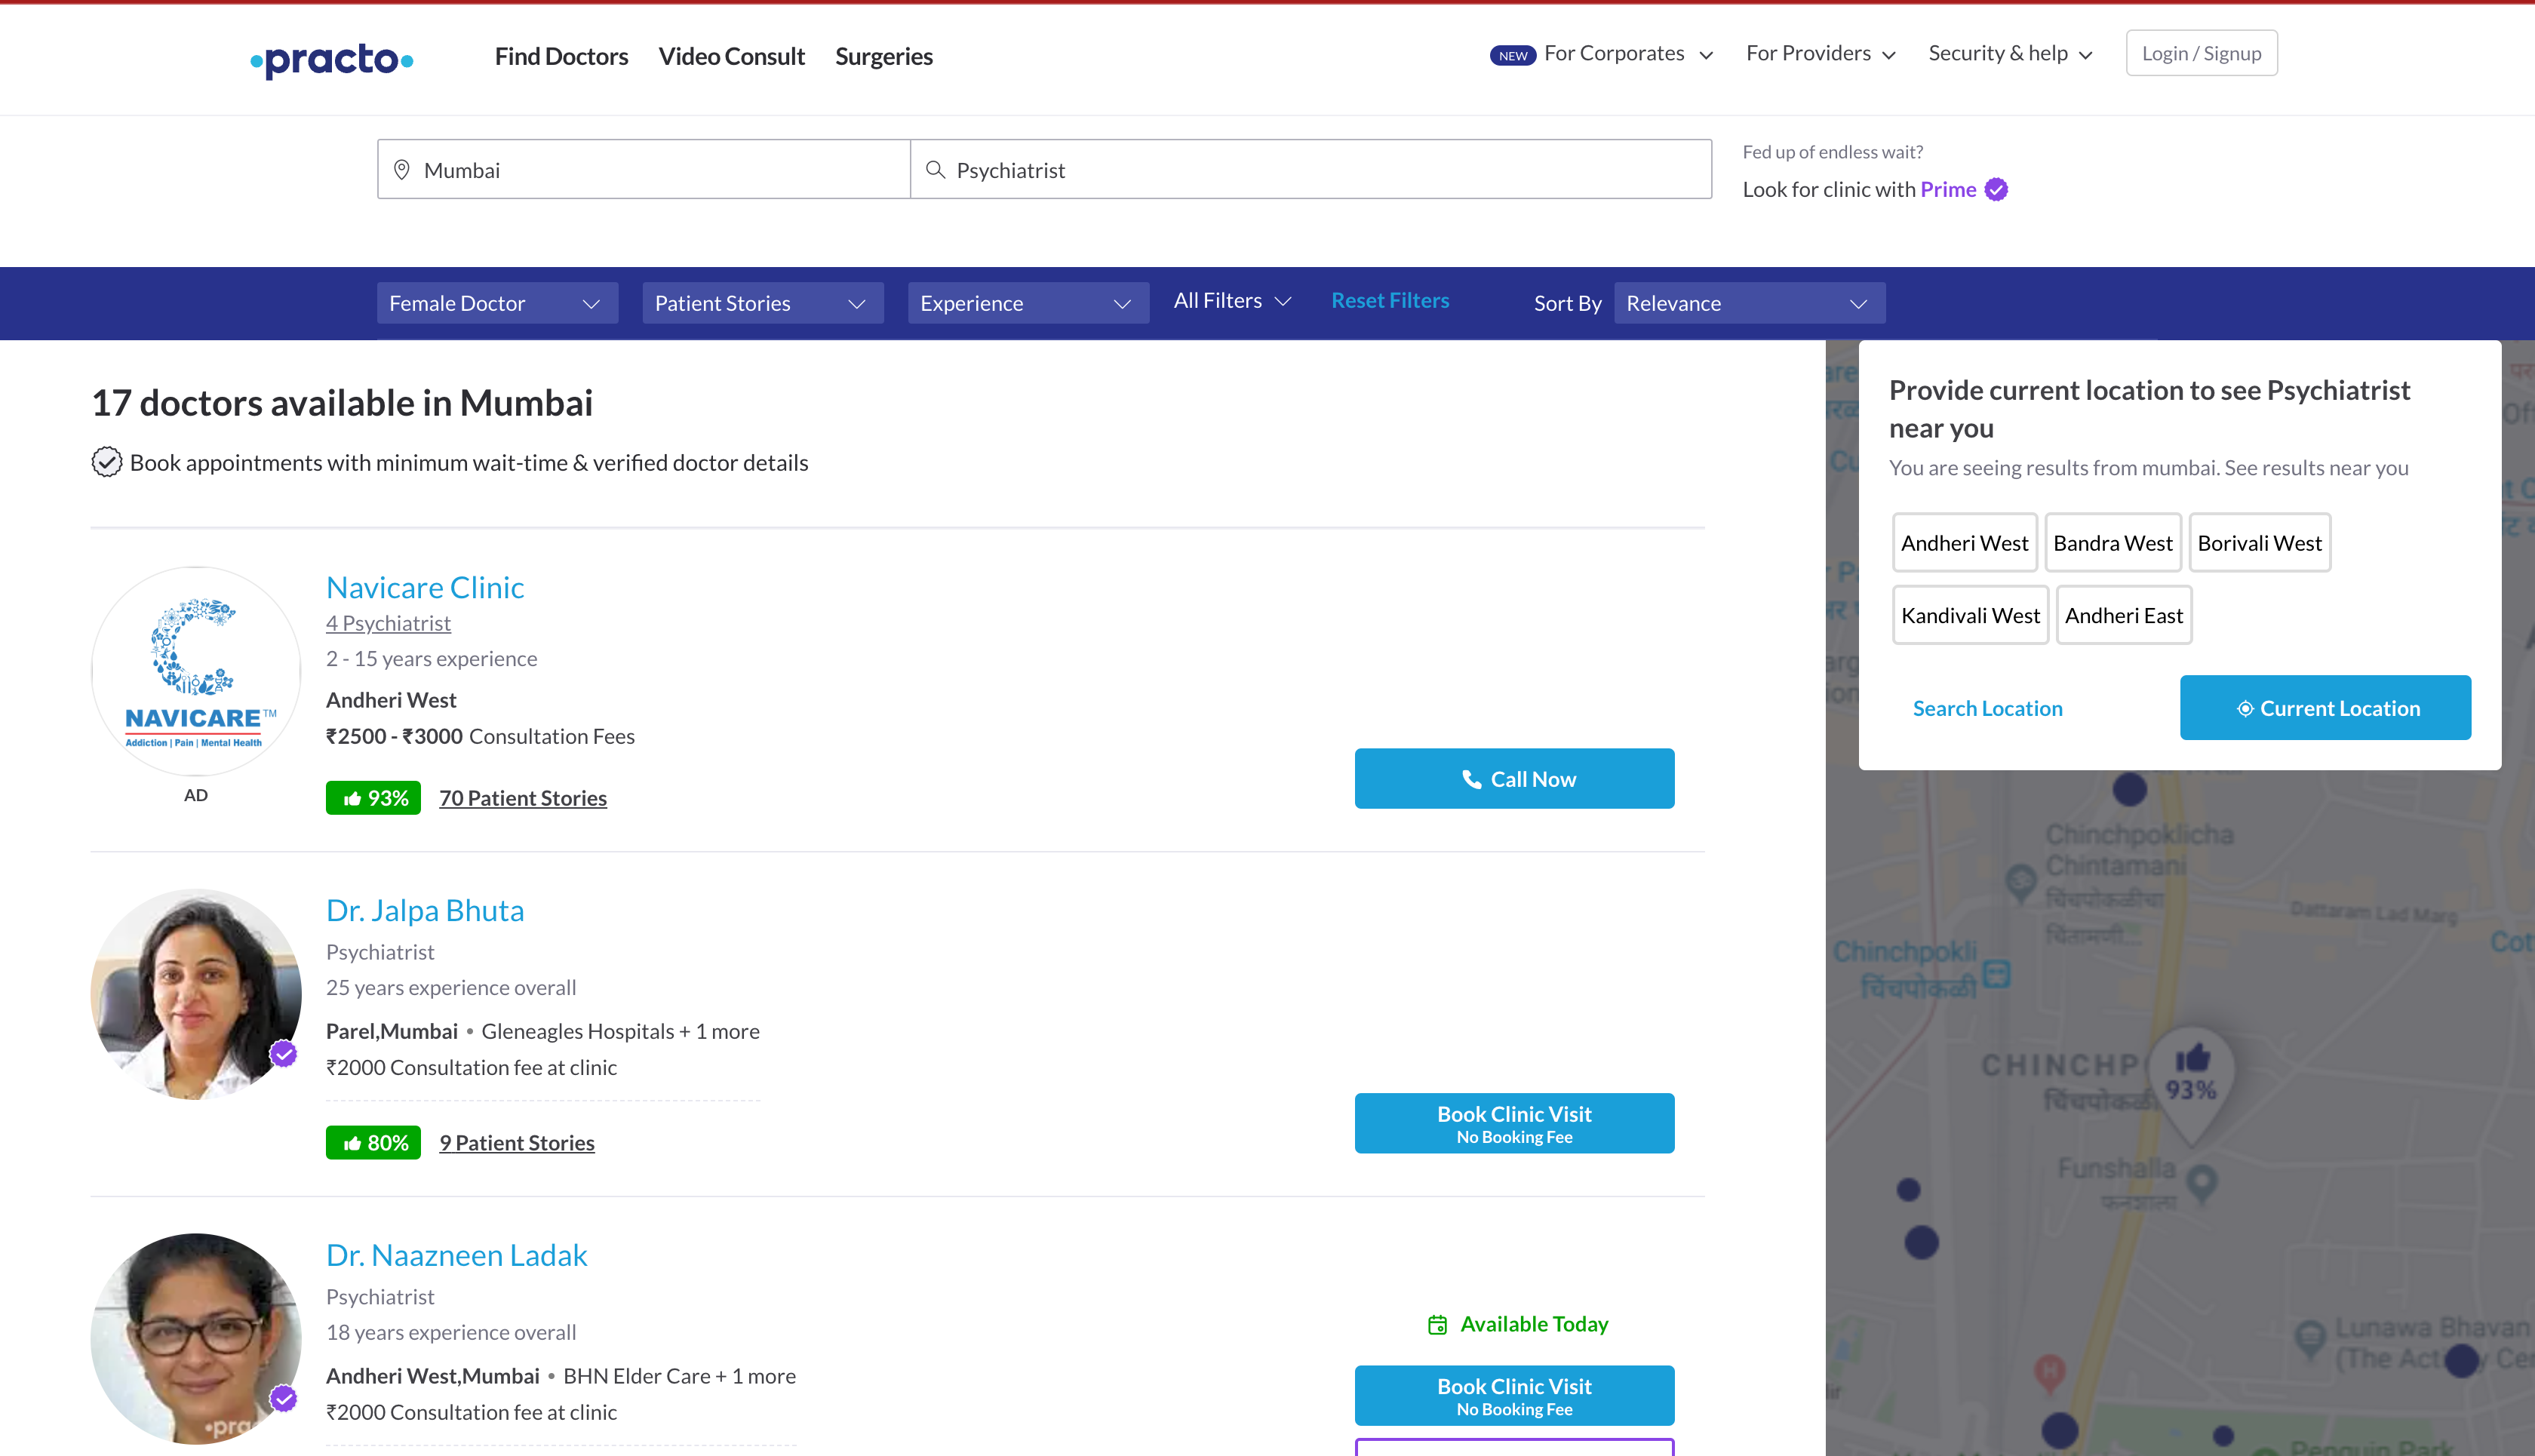 practo
Find Doctors
Video Consult
Surgeries
NEW
For Corporates
For Providers
Security & help
Login / Signup
Mumbai
Psychiatrist
Fed up of endless wait?
Look for clinic with Prime
Female Doctor
Patient Stories
Experience
All Filters
Reset Filters
Sort By
Relevance
17 doctors available in Mumbai
Book appointments with minimum wait-time & verified doctor details
NAVICARE™
Addiction | Pain | Mental Health
AD
Navicare Clinic
4 Psychiatrist
2 - 15 years experience
Andheri West
₹2500 - ₹3000 Consultation Fees
93%
70 Patient Stories
Call Now
Dr. Jalpa Bhuta
Psychiatrist
25 years experience overall
Parel,Mumbai • Gleneagles Hospitals + 1 more
₹2000 Consultation fee at clinic
80%
9 Patient Stories
Book Clinic Visit
No Booking Fee
Dr. Naazneen Ladak
Psychiatrist
18 years experience overall
Andheri West,Mumbai • BHN Elder Care + 1 more
₹2000 Consultation fee at clinic
Available Today
Book Clinic Visit
No Booking Fee
Provide current location to see Psychiatrist
near you
You are seeing results from mumbai. See results near you
Andheri West
Bandra West
Borivali West
Kandivali West
Andheri East
Search Location
Current Location
Chinchpoklicha
Chintamani
चिंचपोकळीचा
चिंतामणी...
Dattaram Lad Marg
Chinchpokli
चिंचपोकळी
Cot
CHINCHP
चिंचपोकळी
93%
Funshalla
फनशाला
Lunawa Bhavan
(The Act y Ce
Penguin Park